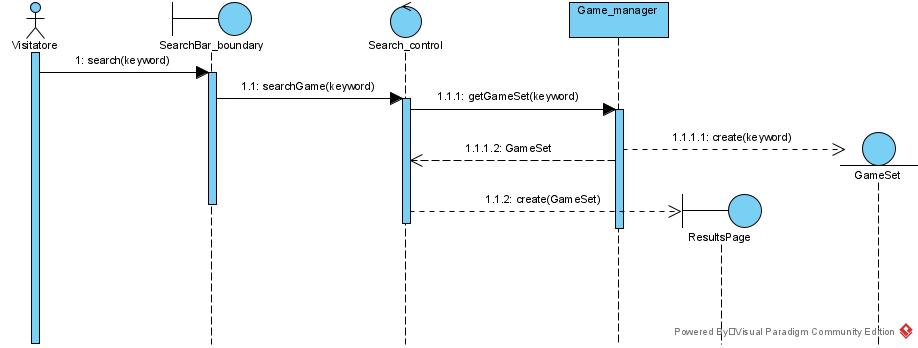 Game_manager
Visitatore
SearchBar_boundary
Search_control
1: search(keyword)
1.1: searchGame(keyword)
1.1.1: getGameSet(keyword)
1.1.1.1: create(keyword)
1.1.1.2: GameSet
GameSet
1.1.2: create(GameSet)
ResultsPage
Powered By Visual Paradigm Community Edition